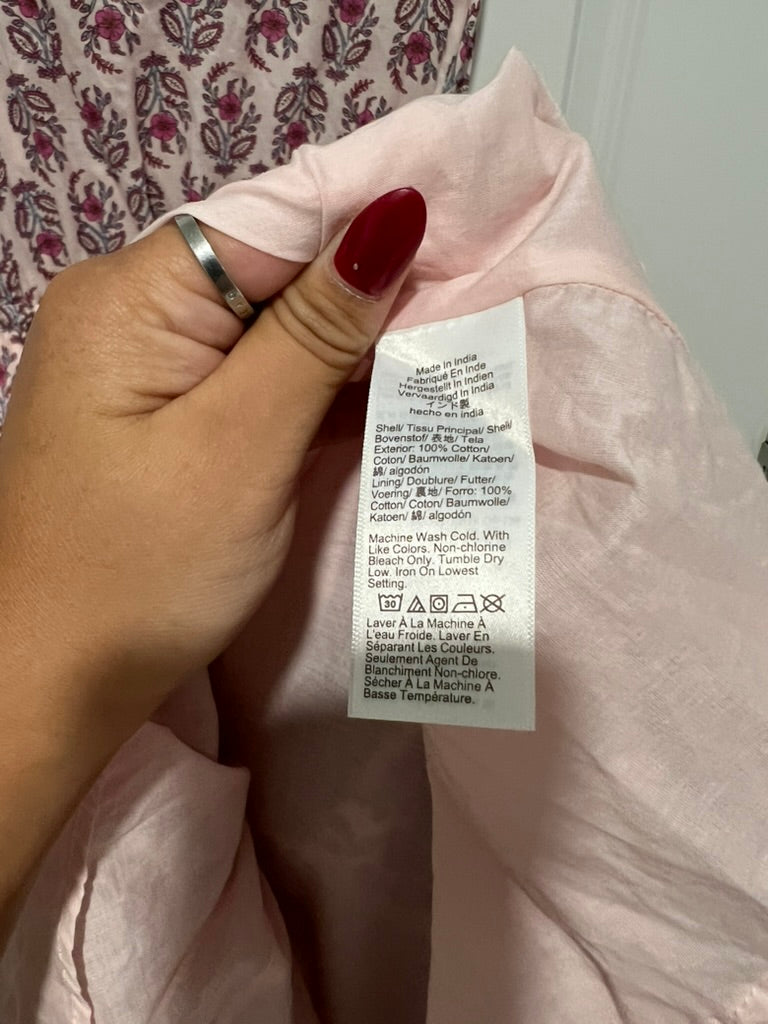 Made In India
Fabriqué En Inde
Hergestellt In Indien
Vervaardigd In India
インド製
hecho en india
Shell/ Tissu Principal/ Shell/
Bovenstof/ 表地/ Tela
Exterior: 100% Cotton/
Coton/ Baumwolle/ Katoen/
綿/ algodón
Lining/ Doublure/ Futter/
Voering/ 裏地/ Forro: 100%
Cotton/ Coton/ Baumwolle/
Katoen/ 綿/ algodón
Machine Wash Cold. With
Like Colors. Non-chlorine
Bleach Only. Tumble Dry
Low. Iron On Lowest
Setting.
30
Laver À La Machine À
L'eau Froide. Laver En
Séparant Les Couleurs.
Seulement Agent De
Blanchiment Non-chlore.
Sécher À La Machine À
Basse Température.